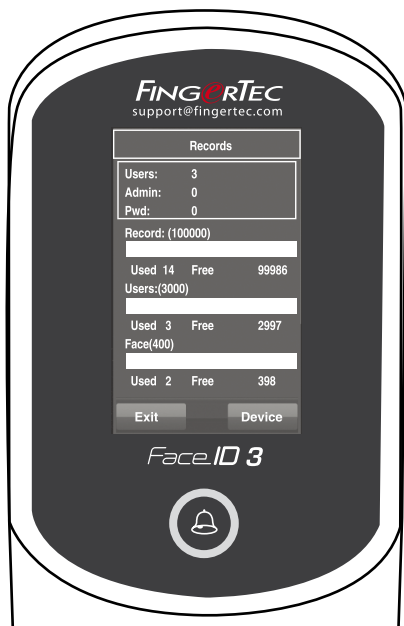 FINGERTEC
support@fingertec.com
Records
Users: 3
Admin: 0
Pwd: 0
Record: (100000)
Used 14 Free 99986
Users:(3000)
Used 3 Free 2997
Face(400)
Used 2 Free 398
Exit Device
Face ID 3